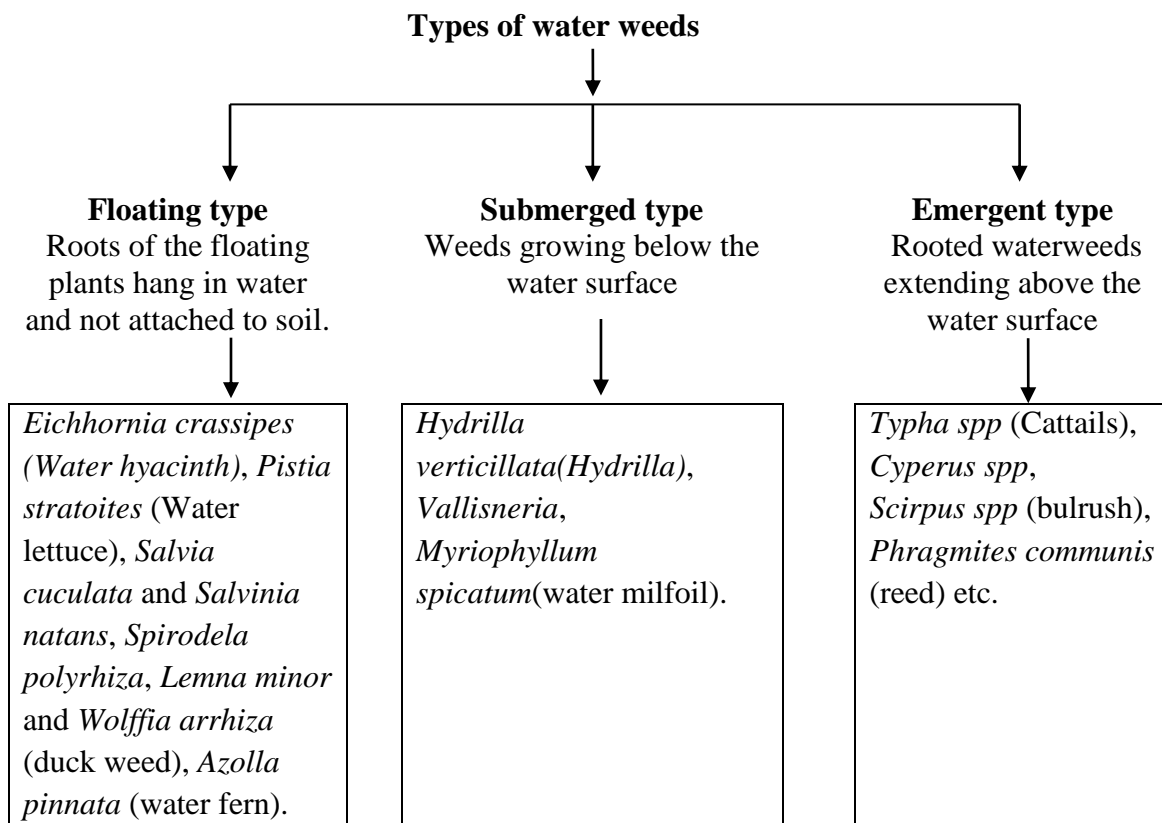 Types of water weeds
Floating type
Roots of the floating
plants hang in water
and not attached to soil.
Submerged type
Weeds growing below the
water surface
Emergent type
Rooted waterweeds
extending above the
water surface
Eichhornia crassipes
(Water hyacinth), Pistia
stratoites (Water
lettuce), Salvia
cuculata and Salvinia
natans, Spirodela
polyrhiza, Lemna minor
and Wolffia arrhiza
(duck weed), Azolla
pinnata (water fern).
Hydrilla
verticillata(Hydrilla),
Vallisneria,
Myriophyllum
spicatum(water milfoil).
Typha spp (Cattails),
Cyperus spp,
Scirpus spp (bulrush),
Phragmites communis
(reed) etc.